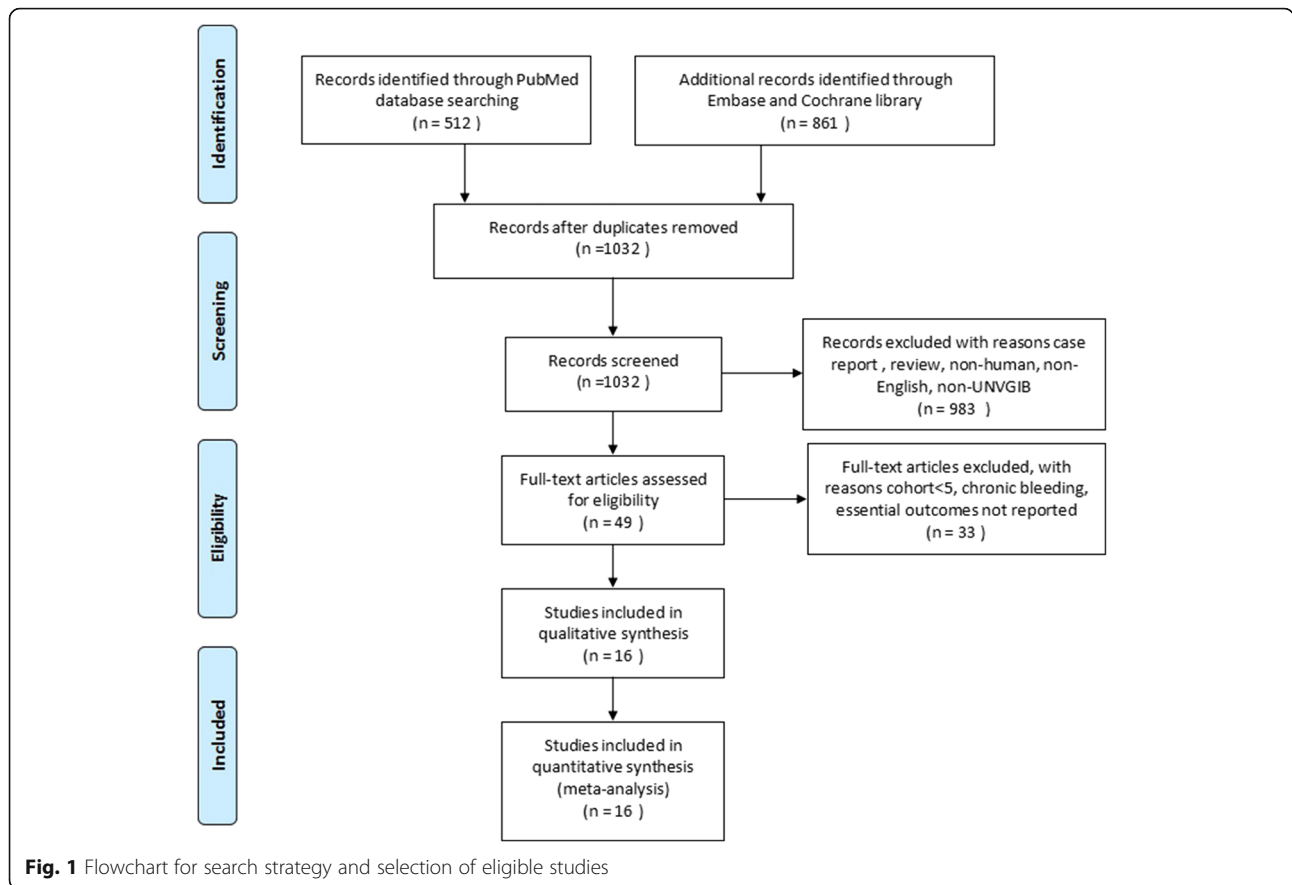 Identification
Records identified through PubMed
database searching
(n = 512 )
Additional records identified through
Embase and Cochrane library
(n = 861 )
Screening
Records after duplicates removed
(n =1032 )
Records screened
(n =1032 )
Records excluded with reasons case
report , review, non-human, non-
English, non-UNVGIB
(n = 983 )
Eligibility
Full-text articles assessed
for eligibility
(n = 49 )
Full-text articles excluded, with
reasons cohort<5, chronic bleeding,
essential outcomes not reported
(n = 33 )
Studies included in
qualitative synthesis
(n = 16 )
Included
Studies included in
quantitative synthesis
(meta-analysis)
(n = 16 )
Fig. 1 Flowchart for search strategy and selection of eligible studies